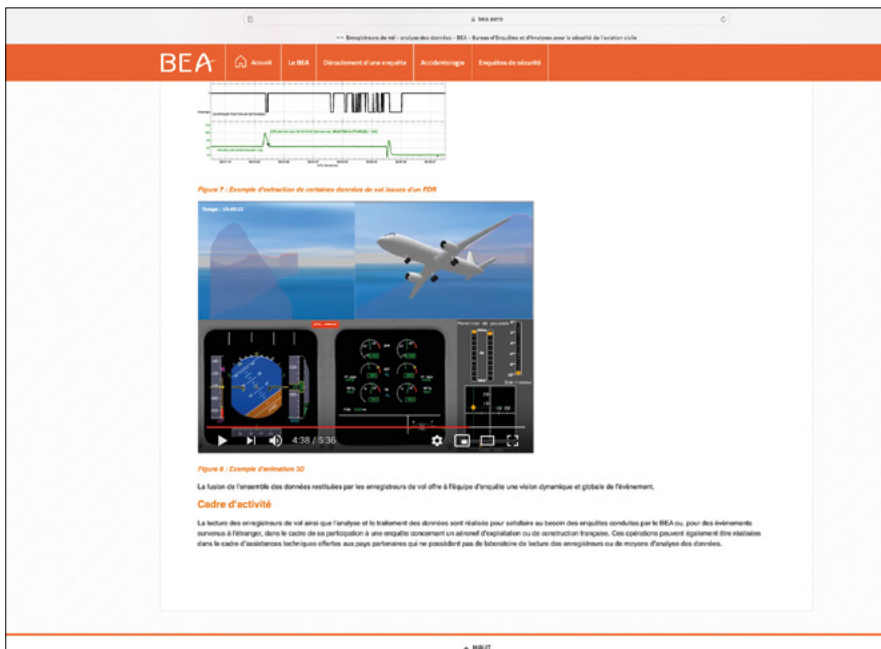 bea.aero
Enregistreurs de vol - analyse des données - BEA - Bureau d'Enquêtes et d'Analyses pour la sécurité de l'aviation civile
BEA Accueil Le BEA Déroulement d'une enquête Accidentologie Enquêtes de sécurité
Figure 7 : Exemple d'extraction de certaines données de vol issues d'un FDR
4:38 / 5:36
Figure 8 : Exemple d'animation 3D
La fusion de l'ensemble des données restituées par les enregistreurs de vol offre à l'équipe d'enquête une vision dynamique et globale de l'événement.
Cadre d'activité
La lecture des enregistreurs de vol ainsi que l'analyse et le traitement des données sont réalisés pour satisfaire au besoin des enquêtes conduites par le BEA ou, pour des événements
survenus à l'étranger, dans le cadre de sa participation à une enquête concernant un aéronef d'exploitation ou de construction française. Ces opérations peuvent également être réalisées
dans le cadre d'assistances techniques offertes aux pays partenaires qui ne possèdent pas de laboratoire de lecture des enregistreurs ou de moyens d'analyse des données.
HAUT